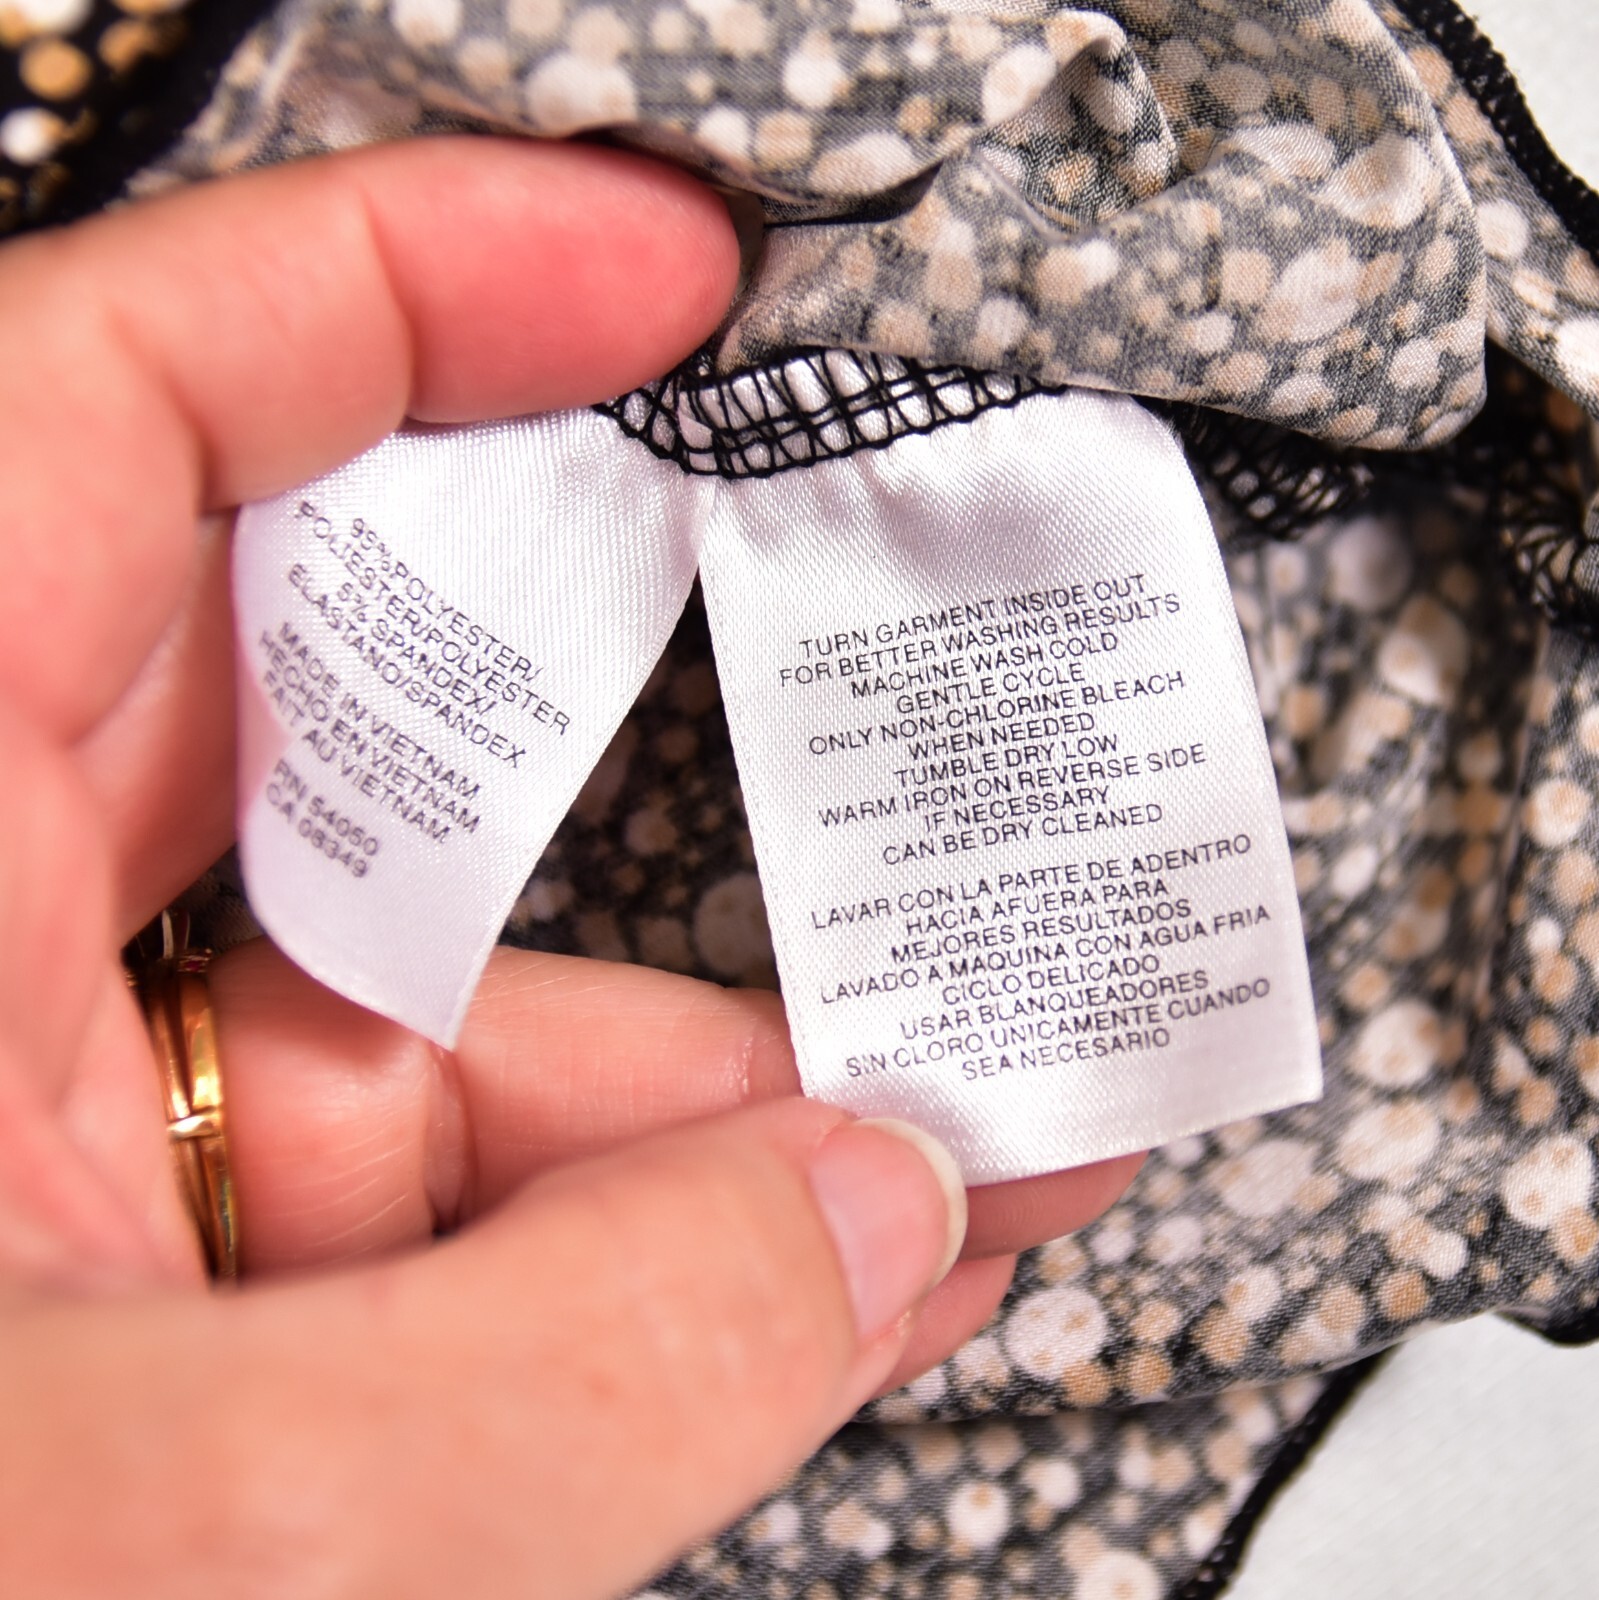 95%POLYESTER/
POLIESTER/POLYESTER
5% SPANDEX/
ELASTANO/SPANDEX
MADE IN VIETNAM
HECHO EN VIETNAM
FAIT AU VIETNAM
RN 54050
CA 08349
TURN GARMENT INSIDE OUT
FOR BETTER WASHING RESULTS
MACHINE WASH COLD
GENTLE CYCLE
ONLY NON-CHLORINE BLEACH
WHEN NEEDED
TUMBLE DRY LOW
WARM IRON ON REVERSE SIDE
IF NECESSARY
CAN BE DRY CLEANED
LAVAR CON LA PARTE DE ADENTRO
HACIA AFUERA PARA
MEJORES RESULTADOS
LAVADO A MAQUINA CON AGUA FRIA
CICLO DELICADO
USAR BLANQUEADORES
SIN CLORO UNICAMENTE CUANDO
SEA NECESARIO